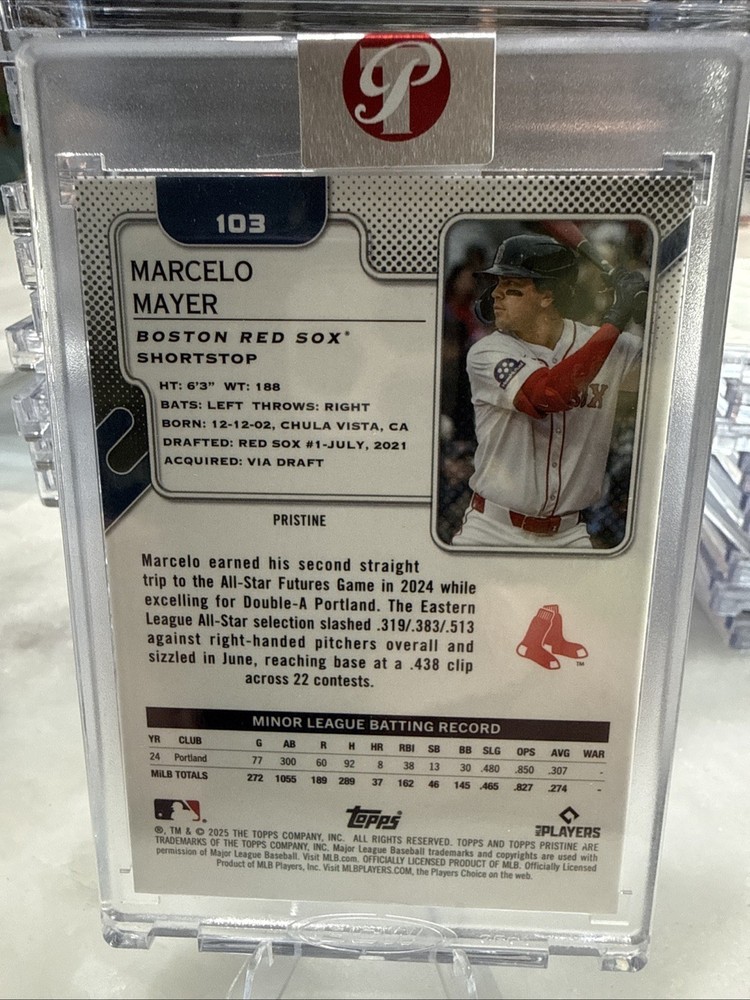 P
103
MARCELO
MAYER
BOSTON RED SOX®
SHORTSTOP
HT: 6'3" WT: 188
BATS: LEFT THROWS: RIGHT
BORN: 12-12-02, CHULA VISTA, CA
DRAFTED: RED SOX #1-JULY, 2021
ACQUIRED: VIA DRAFT
SOX
PRISTINE
Marcelo earned his second straight
trip to the All-Star Futures Game in 2024 while
excelling for Double-A Portland. The Eastern
League All-Star selection slashed .319/.383/.513
against right-handed pitchers overall and
sizzled in June, reaching base at a .438 clip
across 22 contests.
TM
MINOR LEAGUE BATTING RECORD
YR CLUB G AB R H HR RBI SB BB SLG OPS AVG WAR
24 Portland 77 300 60 92 8 38 13 30 .480 .850 .307 -
MiLB TOTALS 272 1055 189 289 37 162 46 145 .465 .827 .274 -
Topps
MLB PLAYERS
®, TM & © 2025 THE TOPPS COMPANY, INC. ALL RIGHTS RESERVED. TOPPS AND TOPPS PRISTINE ARE
TRADEMARKS OF THE TOPPS COMPANY, INC. Major League Baseball trademarks and copyrights are used with
permission of Major League Baseball. Visit MLB.com. OFFICIALLY LICENSED PRODUCT OF MLB. Officially Licensed
Product of MLB Players, Inc. Visit MLBPLAYERS.COM, the Players Choice on the web.